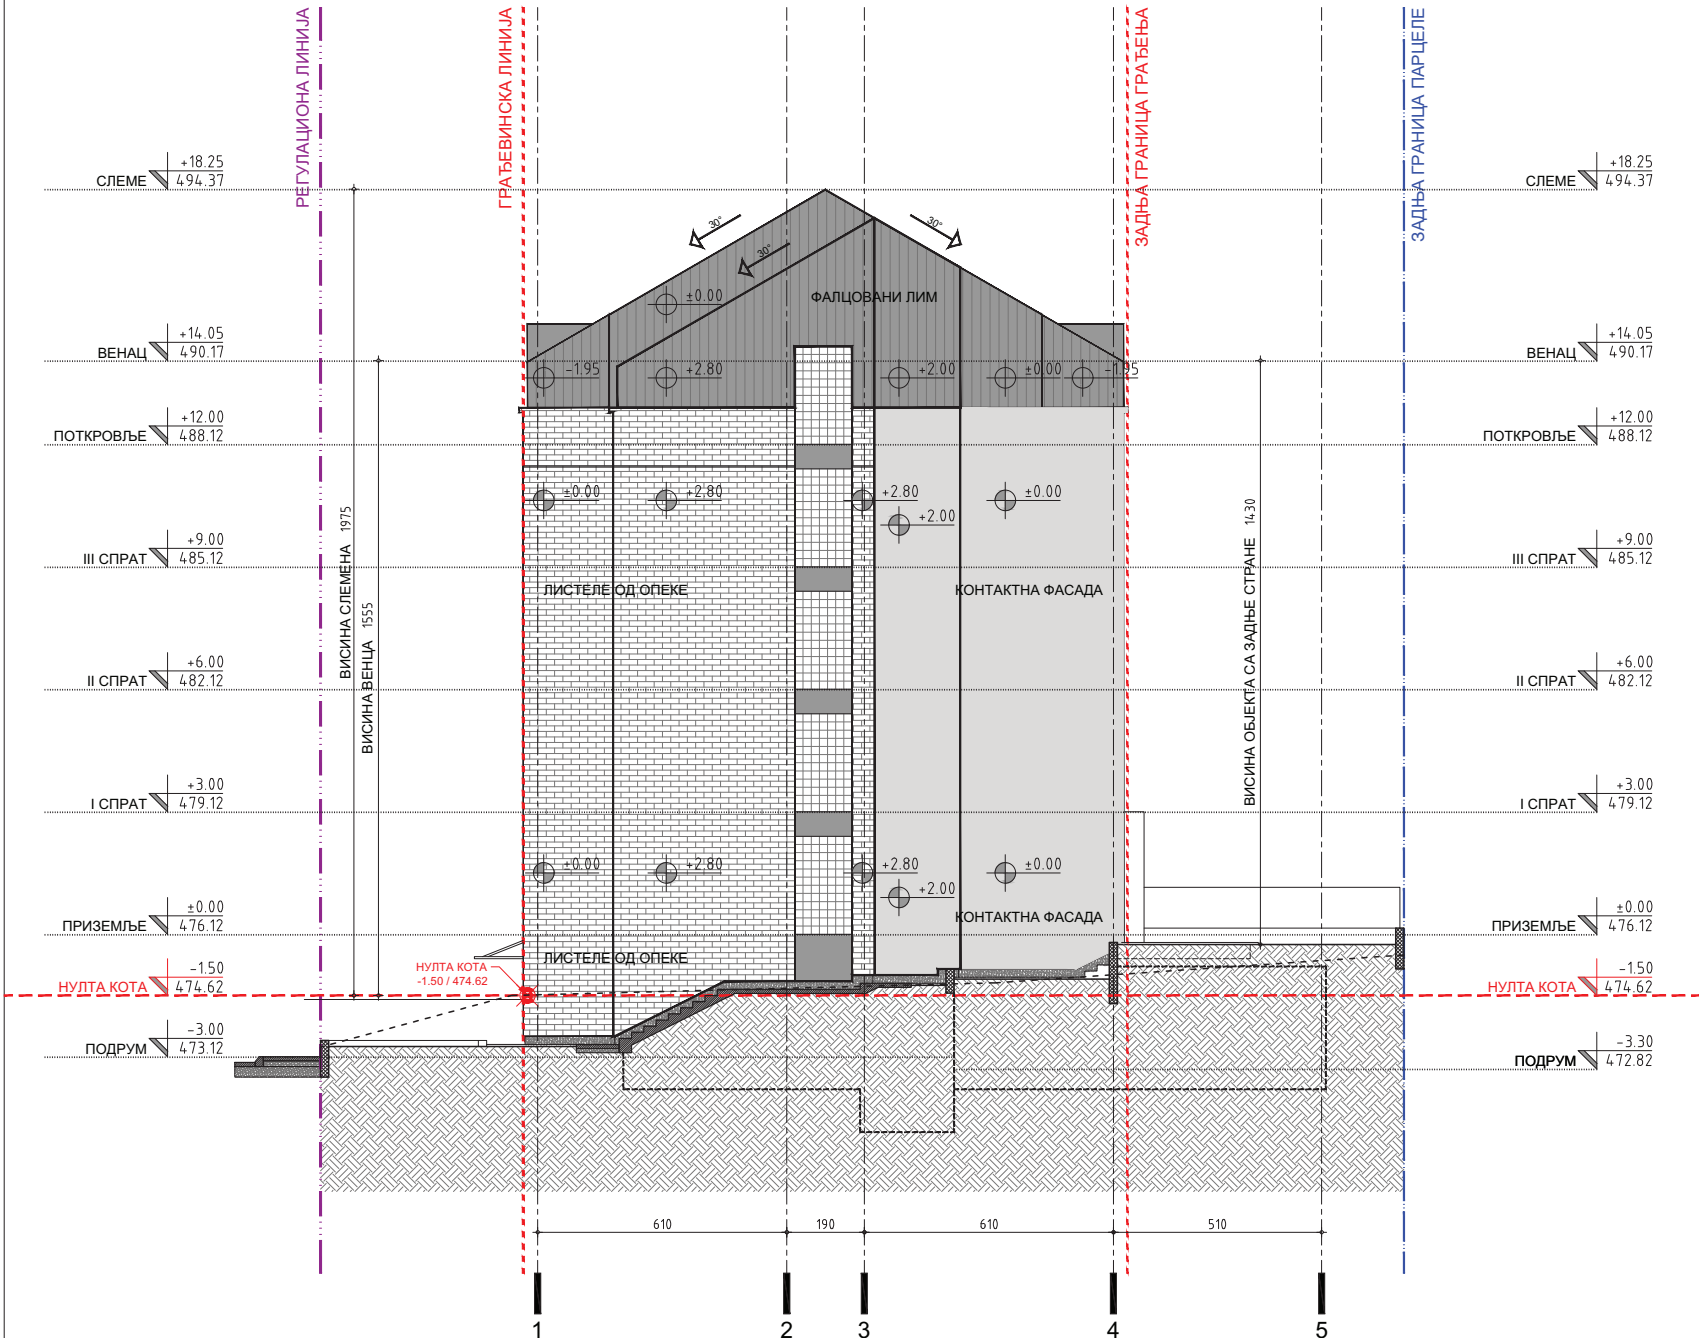 РЕГУЛАЦИОНА ЛИНИЈА
ГРАЂЕВИНСКА ЛИНИЈА
ЗАДЊА ГРАНИЦА ГРАЂЕЊА
ЗАДЊА ГРАНИЦА ПАРЦЕЛЕ
СЛЕМЕ +18.25 494.37
СЛЕМЕ +18.25 494.37
30°
30°
30°
±0.00
ФАЛЦОВАНИ ЛИМ
ВЕНАЦ +14.05 490.17
ВЕНАЦ +14.05 490.17
-1.95
+2.80
+2.00
±0.00
-1.95
ПОТКРОВЉЕ +12.00 488.12
ПОТКРОВЉЕ +12.00 488.12
±0.00
+2.80
+2.80
+2.00
±0.00
III СПРАТ +9.00 485.12
III СПРАТ +9.00 485.12
ВИСИНА СЛЕМЕНА 1975
ВИСИНА ВЕНЦА 1555
ВИСИНА ОБЈЕКТА СА ЗАДЊЕ СТРАНЕ 1430
ЛИСТЕЛЕ ОД ОПЕКЕ
КОНТАКТНА ФАСАДА
II СПРАТ +6.00 482.12
II СПРАТ +6.00 482.12
I СПРАТ +3.00 479.12
I СПРАТ +3.00 479.12
±0.00
+2.80
+2.80
+2.00
±0.00
КОНТАКТНА ФАСАДА
ПРИЗЕМЉЕ ±0.00 476.12
ПРИЗЕМЉЕ ±0.00 476.12
ЛИСТЕЛЕ ОД ОПЕКЕ
НУЛТА КОТА
-1.50 / 474.62
НУЛТА КОТА -1.50 474.62
НУЛТА КОТА -1.50 474.62
ПОДРУМ -3.00 473.12
ПОДРУМ -3.30 472.82
610
190
610
510
1
2
3
4
5